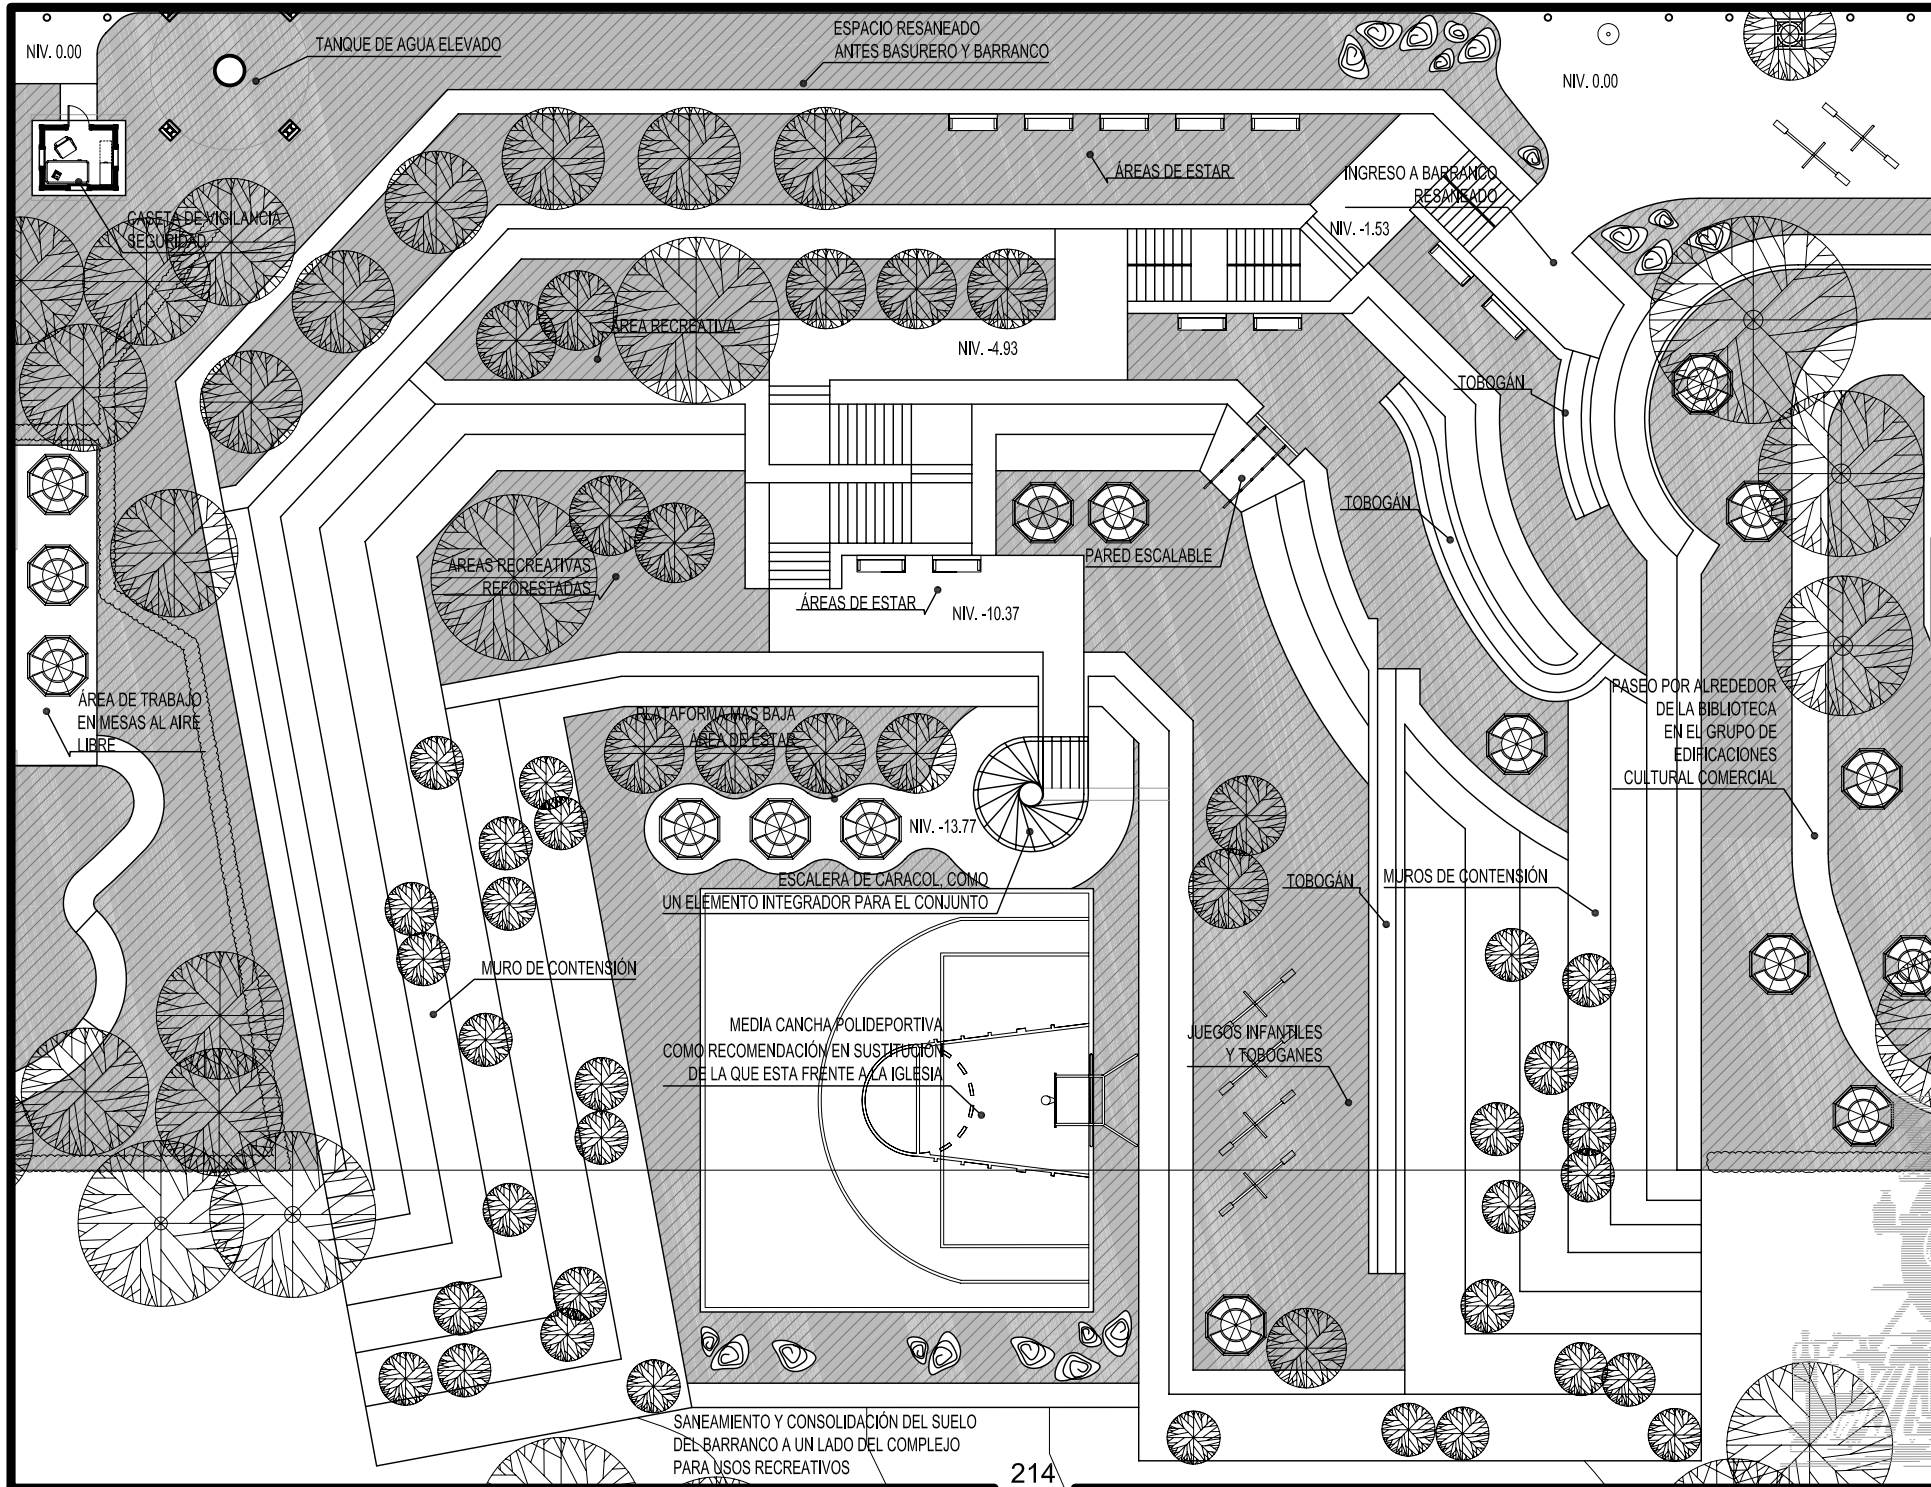 NIV. 0.00
TANQUE DE AGUA ELEVADO
ESPACIO RESANEADO
ANTES BASURERO Y BARRANCO
NIV. 0.00
ÁREAS DE ESTAR
INGRESO A BARRANCO
RESANEADO
NIV. -1.53
CASETA DE VIGILANCIA
SEGURIDAD
ÁREA RECREATIVA
NIV. -4.93
TOBOGÁN
TOBOGÁN
PARED ESCALABLE
ÁREAS RECREATIVAS
REFORESTADAS
ÁREAS DE ESTAR
NIV. -10.37
ÁREA DE TRABAJO
EN MESAS AL AIRE
LIBRE
PLATAFORMA MAS BAJA
ÁREA DE ESTAR
PASEO POR ALREDEDOR
DE LA BIBLIOTECA
EN EL GRUPO DE
EDIFICACIONES
CULTURAL COMERCIAL
NIV. -13.77
ESCALERA DE CARACOL, COMO
UN ELEMENTO INTEGRADOR PARA EL CONJUNTO
TOBOGÁN
MUROS DE CONTENSIÓN
MURO DE CONTENSIÓN
MEDIA CANCHA POLIDEPORTIVA
COMO RECOMENDACIÓN EN SUSTITUCIÓN
DE LA QUE ESTA FRENTE A LA IGLESIA
JUEGOS INFANTILES
Y TOBOGANES
SANEAMIENTO Y CONSOLIDACIÓN DEL SUELO
DEL BARRANCO A UN LADO DEL COMPLEJO
PARA USOS RECREATIVOS
214